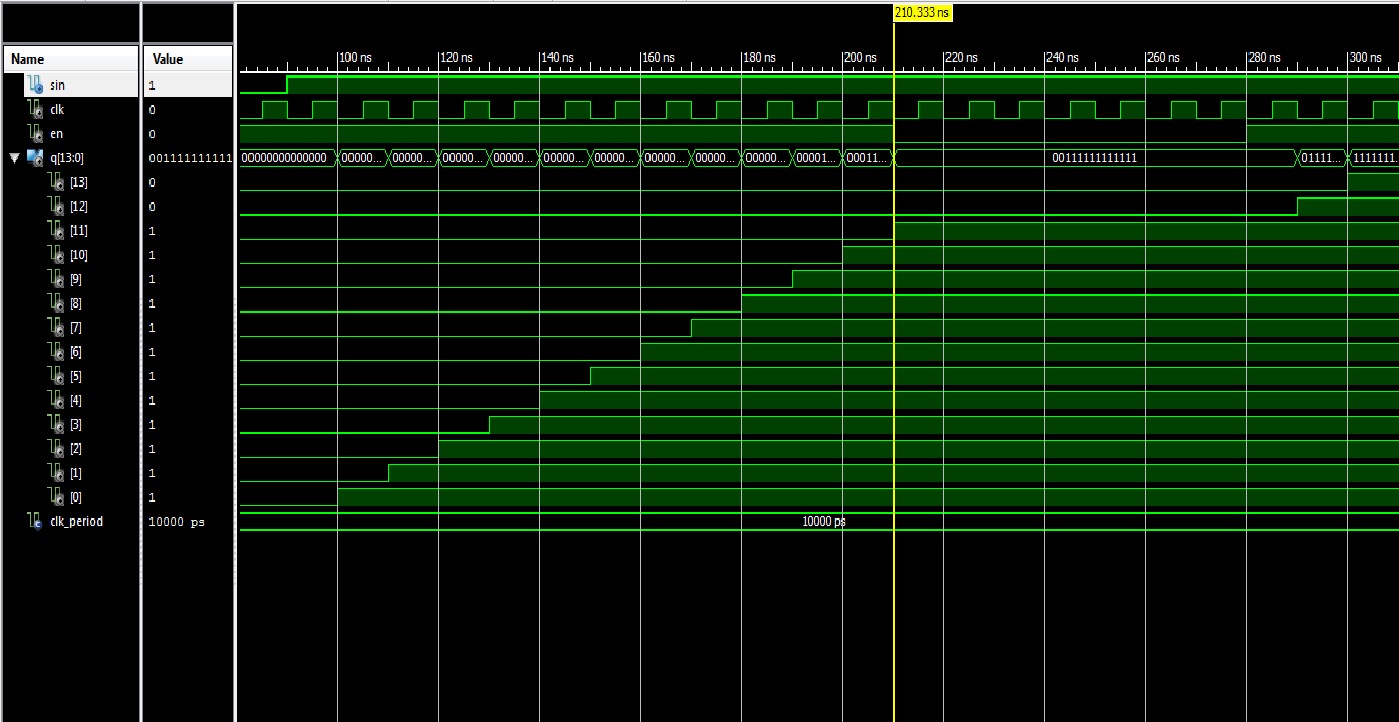 210.333 ns
Name Value 100 ns 120 ns 140 ns 160 ns 180 ns 200 ns 220 ns 240 ns 260 ns 280 ns 300 ns
sin 1
clk 0
en 0
q[13:0] 001111111111 00000000000000 00000... 00000... 00000... 00000... 00000... 00000... 00000... 00000... 00000... 00001... 00011... 00111111111111 01111... 1111111
[13] 0
[12] 0
[11] 1
[10] 1
[9] 1
[8] 1
[7] 1
[6] 1
[5] 1
[4] 1
[3] 1
[2] 1
[1] 1
[0] 1
clk_period 10000 ps 10000 ps